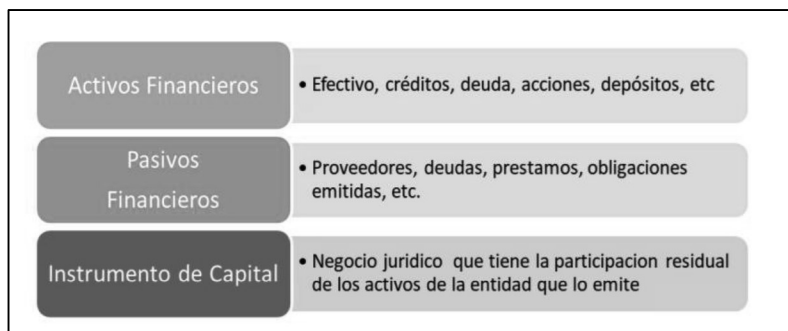 Activos Financieros
• Efectivo, créditos, deuda, acciones, depósitos, etc
Pasivos
Financieros
• Proveedores, deudas, prestamos, obligaciones
emitidas, etc.
Instrumento de Capital
• Negocio juridico que tiene la participacion residual
de los activos de la entidad que lo emite